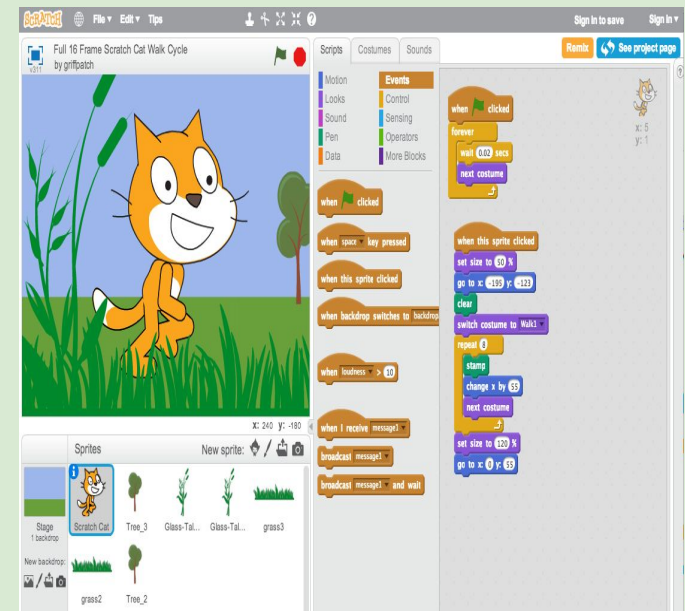 SCRATCH File ▾ Edit ▾ Tips Sign in to save Sign in ▾
Full 16 Frame Scratch Cat Walk Cycle
by griffpatch
v311
Scripts Costumes Sounds
Remix See project page
Motion Events
Looks Control
Sound Sensing
Pen Operators
Data More Blocks
when clicked
when space key pressed
when this sprite clicked
when backdrop switches to backdrop
when loudness > 10
when I receive message1
broadcast message1
broadcast message1 and wait
when clicked
forever
wait 0.02 secs
next costume
x: 5
y: 1
when this sprite clicked
set size to 50 %
go to x: -195 y: -123
clear
switch costume to Walk1
repeat 8
stamp
change x by 55
next costume
set size to 120 %
go to x: y: 55
x: 240 y: -180
Sprites New sprite:
Stage
1 backdrop
New backdrop:
Scratch Cat Tree_3 Glass-Tal... Glass-Tal... grass3
grass2 Tree_2